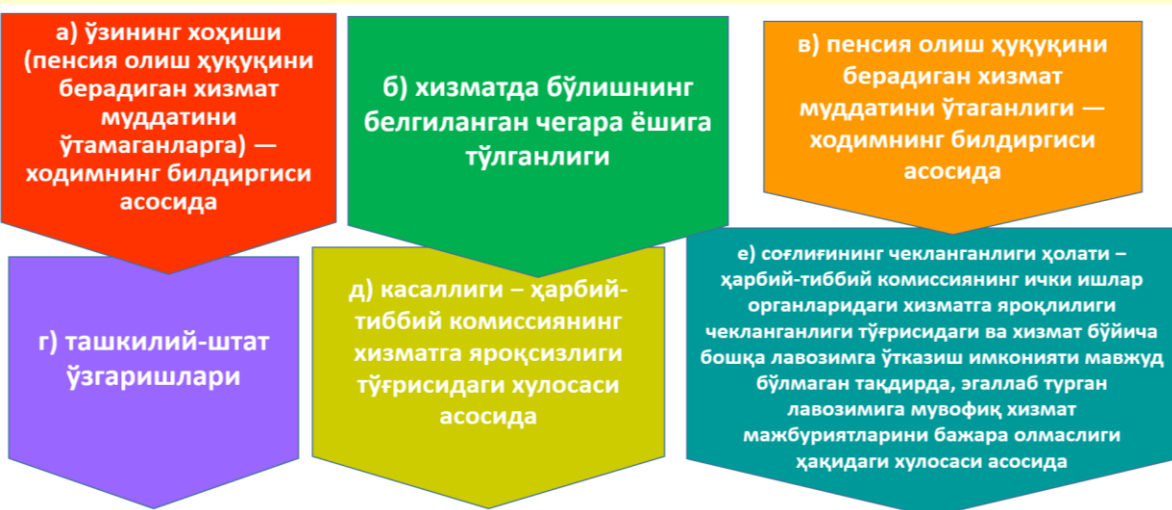 а) ўзининг хоҳиши
(пенсия олиш ҳуқуқини
берадиган хизмат
муддатини
ўтамаганларга) —
ходимнинг билдиргиси
асосида
б) хизматда бўлишнинг
белгиланган чегара ёшига
тўлганлиги
в) пенсия олиш ҳуқуқини
берадиган хизмат
муддатини ўтаганлиги —
ходимнинг билдиргиси
асосида
г) ташкилий-штат
ўзгаришлари
д) касаллиги – ҳарбий-
тиббий комиссиянинг
хизматга яроқсизлиги
тўғрисидаги хулосаси
асосида
е) соғлиғининг чекланганлиги ҳолати –
ҳарбий-тиббий комиссиянинг ички ишлар
органларидаги хизматга яроқлилиги
чекланганлиги тўғрисидаги ва хизмат бўйича
бошқа лавозимга ўтказиш имконияти мавжуд
бўлмаган тақдирда, эгаллаб турган
лавозимига мувофиқ хизмат
мажбуриятларини бажара олмаслиги
ҳақидаги хулосаси асосида